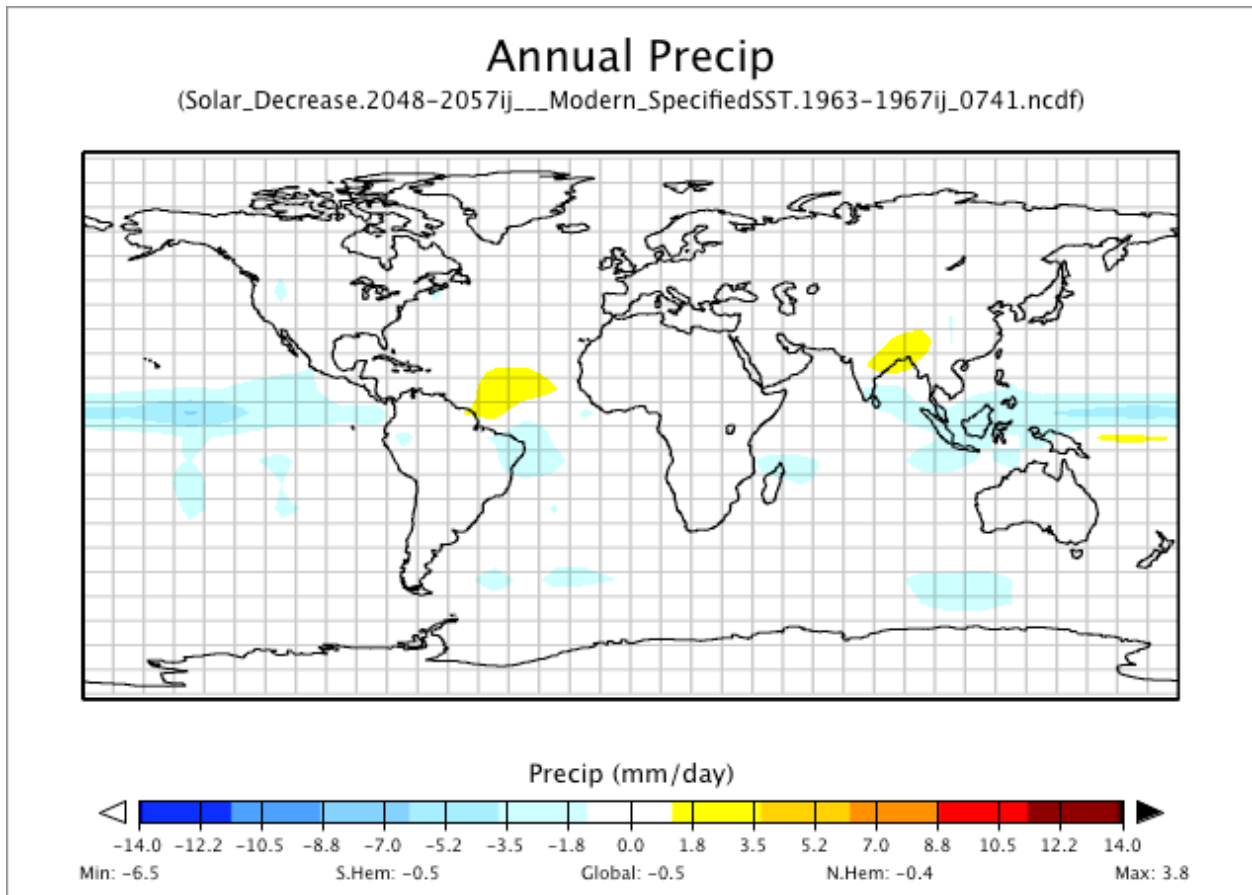 Annual Precip
(Solar_Decrease.2048-2057ij___Modern_SpecifiedSST.1963-1967ij_0741.ncdf)
Precip (mm/day)
-14.0 -12.2 -10.5 -8.8 -7.0 -5.2 -3.5 -1.8 0.0 1.8 3.5 5.2 7.0 8.8 10.5 12.2 14.0
Min: -6.5 S.Hem: -0.5 Global: -0.5 N.Hem: -0.4 Max: 3.8